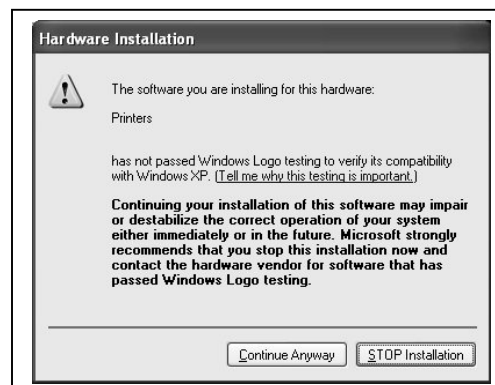 Hardware Installation
The software you are installing for this hardware:
Printers
has not passed Windows Logo testing to verify its compatibility
with Windows XP. (Tell me why this testing is important.)
Continuing your installation of this software may impair
or destabilize the correct operation of your system
either immediately or in the future. Microsoft strongly
recommends that you stop this installation now and
contact the hardware vendor for software that has
passed Windows Logo testing.
Continue Anyway
STOP Installation